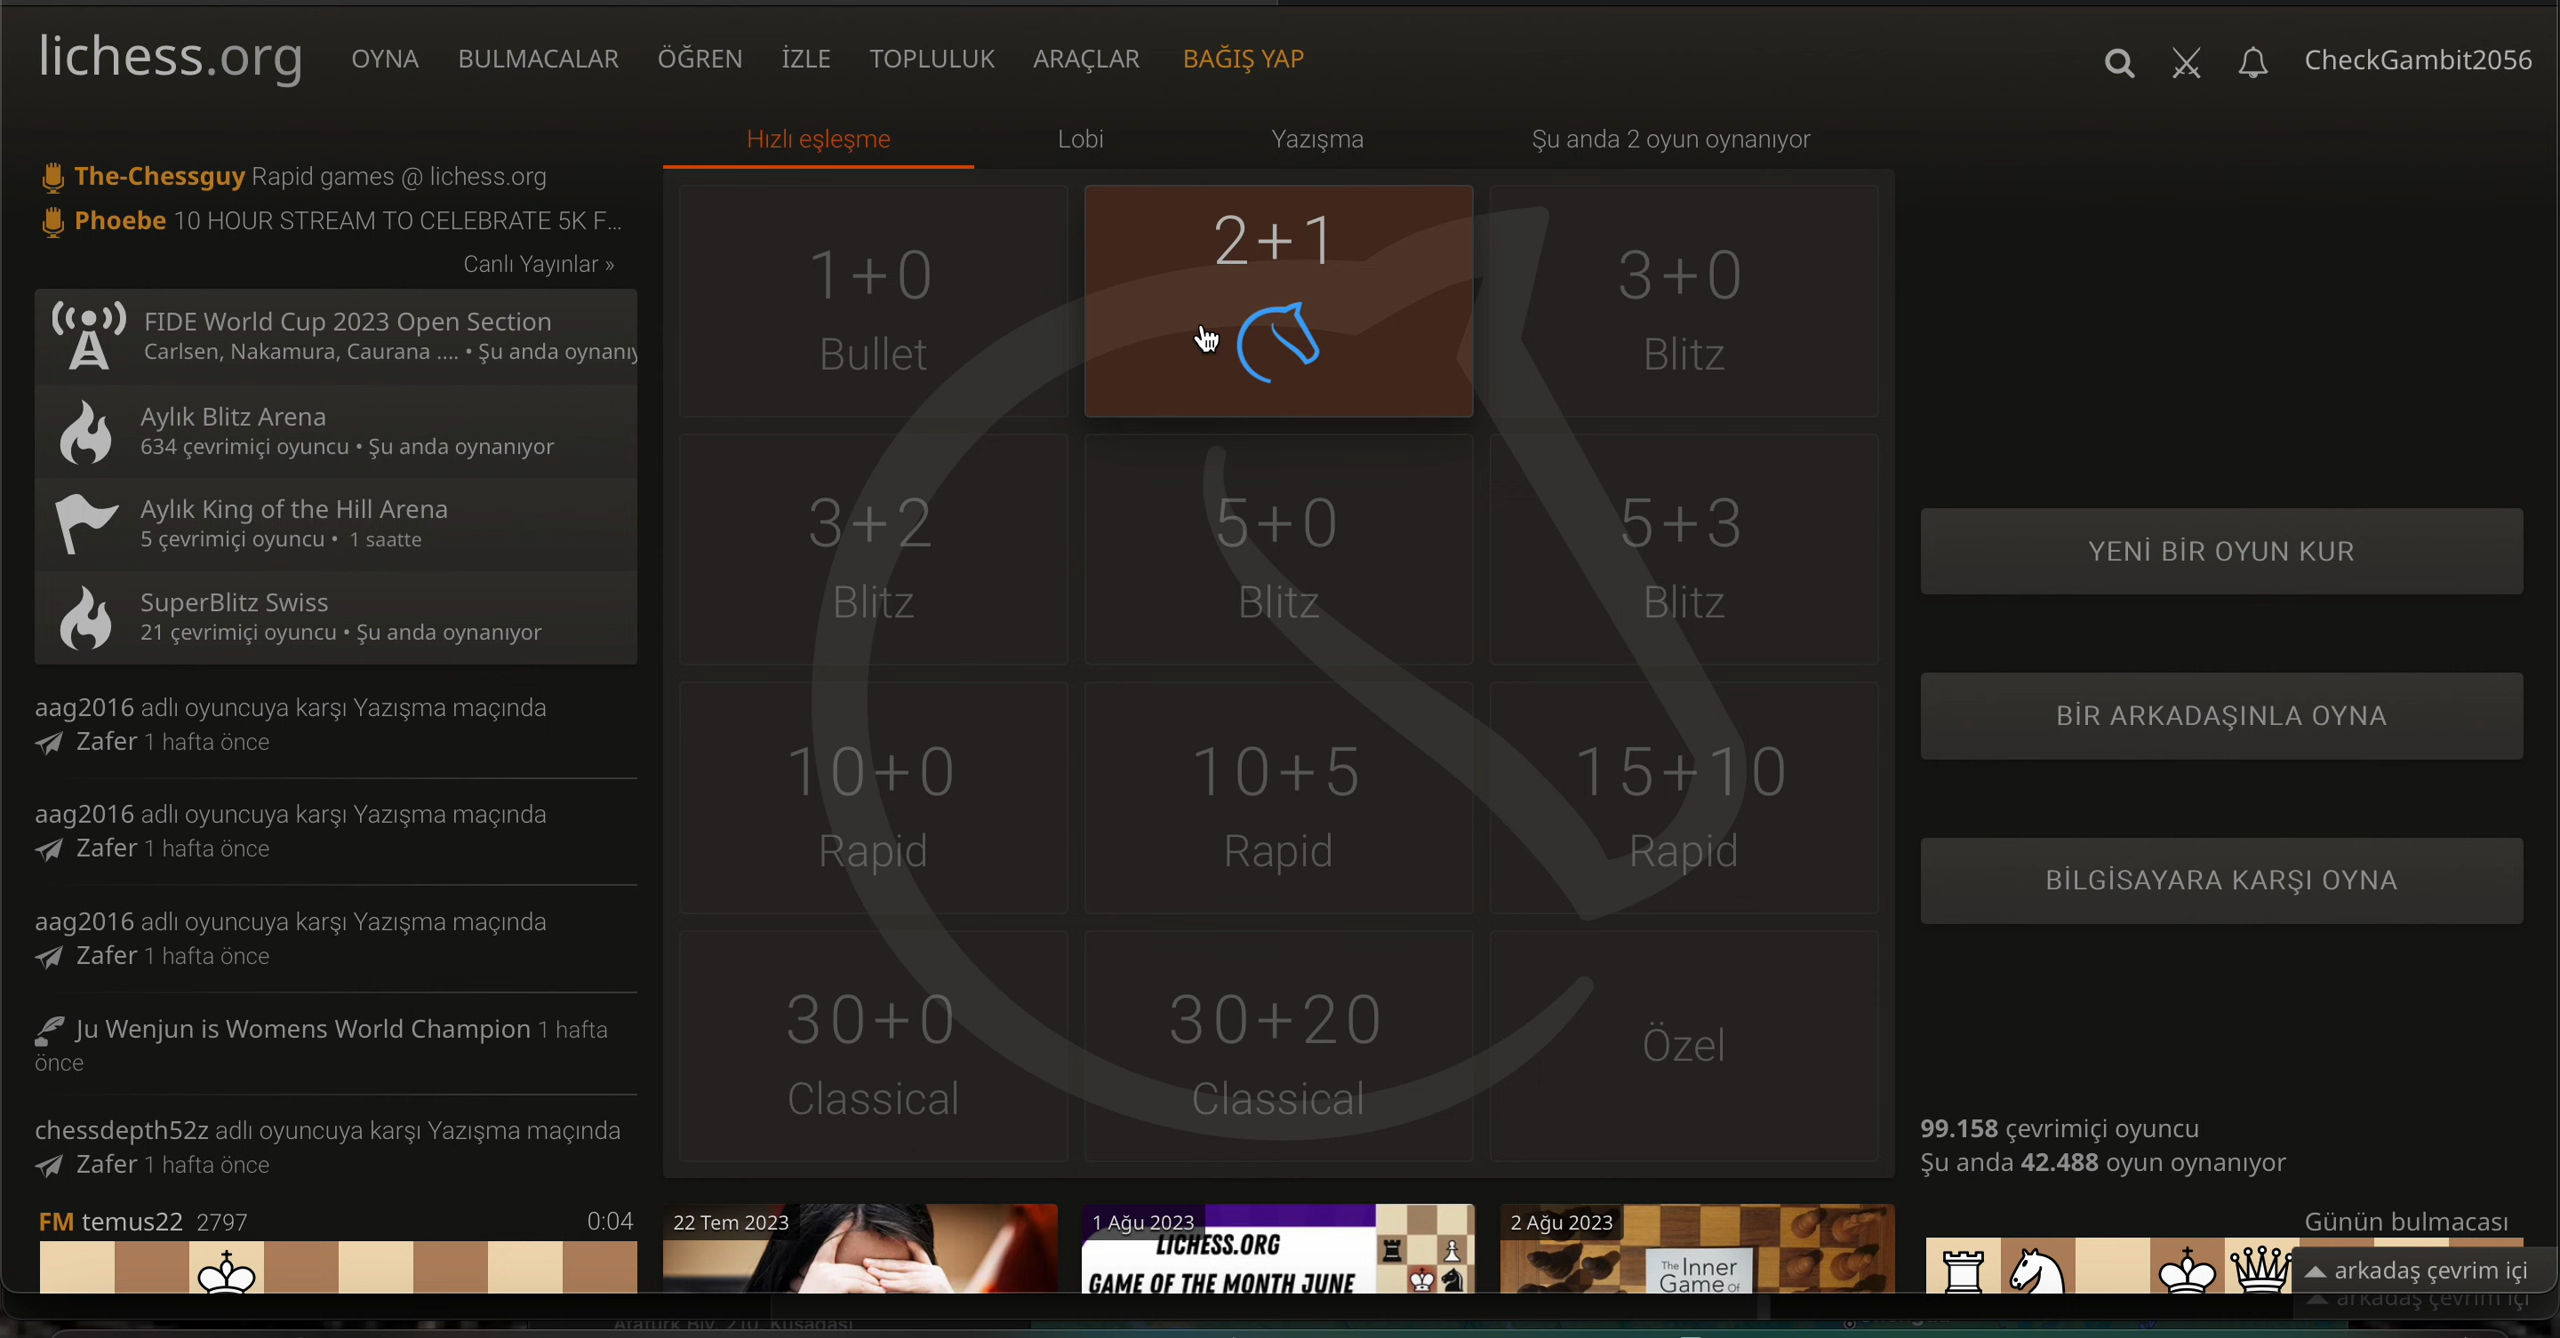 lichess.org
OYNA
BULMACALAR
ÖĞREN
İZLE
TOPLULUK
ARAÇLAR
BAĞIŞ YAP
CheckGambit2056
The-Chessguy Rapid games @ lichess.org
Phoebe 10 HOUR STREAM TO CELEBRATE 5K F...
Canlı Yayınlar »
FIDE World Cup 2023 Open Section
Carlsen, Nakamura, Caurana .... • Şu anda oynanıy
Aylık Blitz Arena
634 çevrimiçi oyuncu • Şu anda oynanıyor
Aylık King of the Hill Arena
5 çevrimiçi oyuncu • 1 saatte
SuperBlitz Swiss
21 çevrimiçi oyuncu • Şu anda oynanıyor
aag2016 adlı oyuncuya karşı Yazışma maçında
Zafer 1 hafta önce
aag2016 adlı oyuncuya karşı Yazışma maçında
Zafer 1 hafta önce
aag2016 adlı oyuncuya karşı Yazışma maçında
Zafer 1 hafta önce
Ju Wenjun is Womens World Champion 1 hafta
önce
chessdepth52z adlı oyuncuya karşı Yazışma maçında
Zafer 1 hafta önce
FM temus22 2797
0:04
Hızlı eşleşme
Lobi
Yazışma
Şu anda 2 oyun oynanıyor
1+0
Bullet
2+1
3+0
Blitz
3+2
Blitz
5+0
Blitz
5+3
Blitz
10+0
Rapid
10+5
Rapid
15+10
Rapid
30+0
Classical
30+20
Classical
Özel
22 Tem 2023
1 Ağu 2023
LICHESS.ORG
GAME OF THE MONTH JUNE
2 Ağu 2023
The Inner
Game of
YENİ BİR OYUN KUR
BİR ARKADAŞINLA OYNA
BİLGİSAYARA KARŞI OYNA
99.158 çevrimiçi oyuncu
Şu anda 42.488 oyun oynanıyor
Günün bulmacası
arkadaş çevrim içi
arkadaş çevrim içi